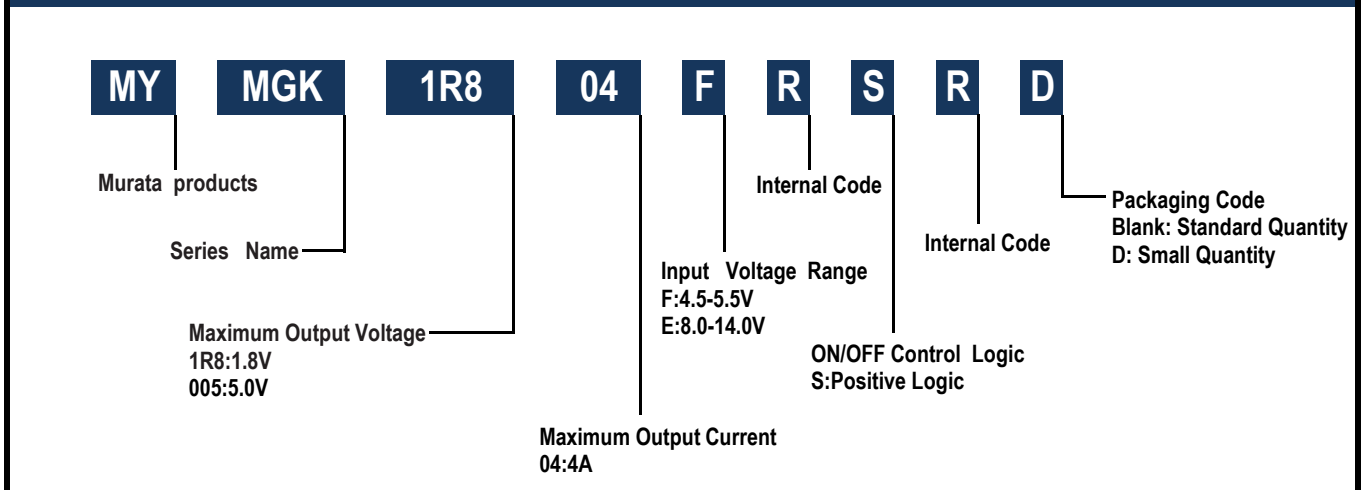 MY MGK 1R8 04 F R S R D
Murata products
Internal Code
Packaging Code
Blank: Standard Quantity
D: Small Quantity
Series Name
Internal Code
Input Voltage Range
F:4.5-5.5V
E:8.0-14.0V
Maximum Output Voltage
1R8:1.8V
005:5.0V
ON/OFF Control Logic
S:Positive Logic
Maximum Output Current
04:4A